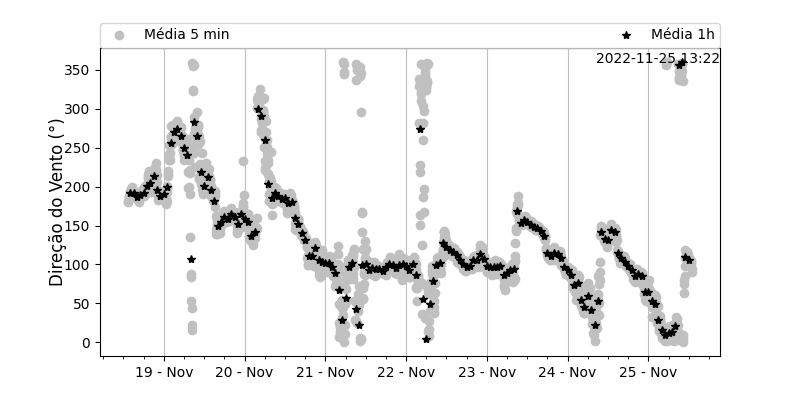 Média 5 min
Média 1h
2022-11-25 13:22
Direção do Vento (°)
350
300
250
200
150
100
50
0
19 - Nov
20 - Nov
21 - Nov
22 - Nov
23 - Nov
24 - Nov
25 - Nov